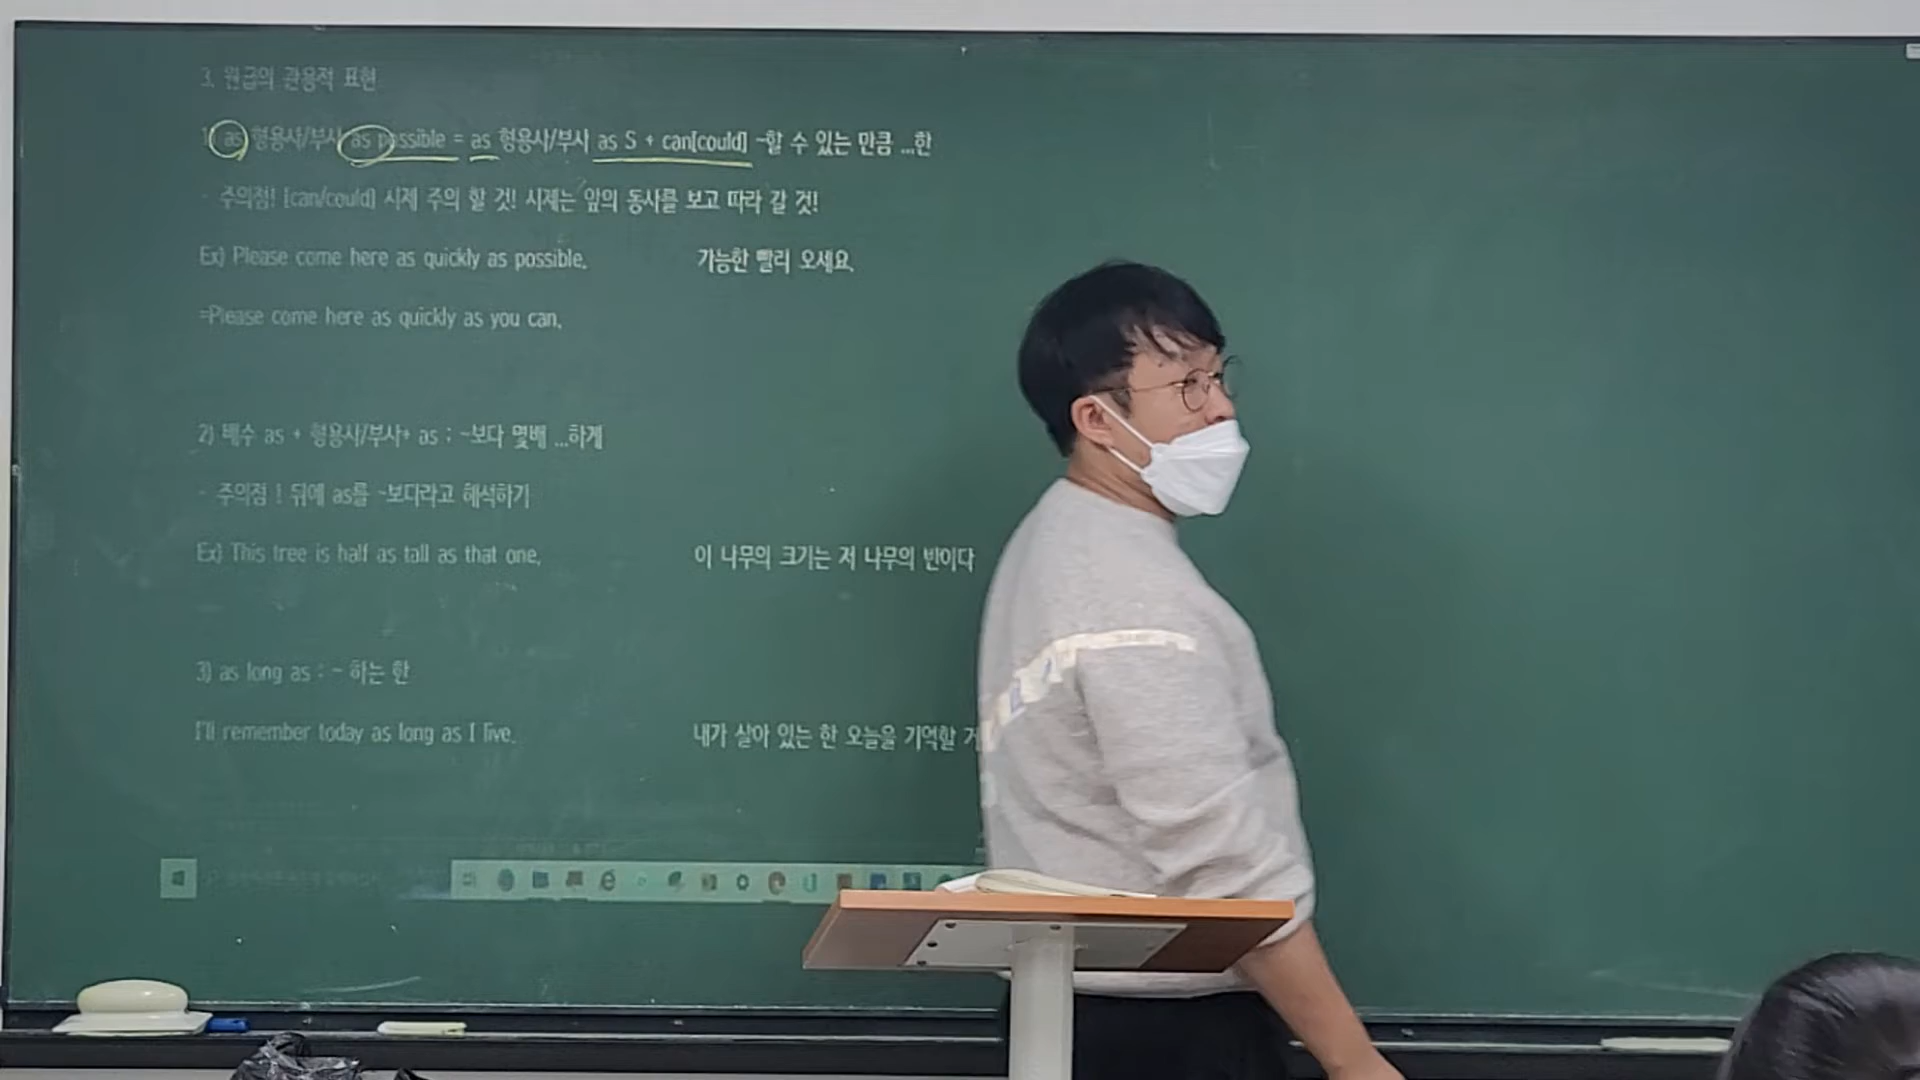 3. 원급의 관용적 표현
1) as 형용사/부사 as possible = as 형용사/부사 as S + can[could] ~할 수 있는 만큼 ...한
- 주의점! [can/could] 시제 주의 할 것! 시제는 앞의 동사를 보고 따라 갈 것!
Ex) Please come here as quickly as possible. 가능한 빨리 오세요.
=Please come here as quickly as you can.
2) 배수 as + 형용사/부사+ as : ~보다 몇배 ...하게
- 주의점 ! 뒤에 as를 ~보다라고 해석하기
Ex) This tree is half as tall as that one. 이 나무의 크기는 저 나무의 반이다
3) as long as : ~ 하는 한
I'll remember today as long as I live. 내가 살아 있는 한 오늘을 기억할 거